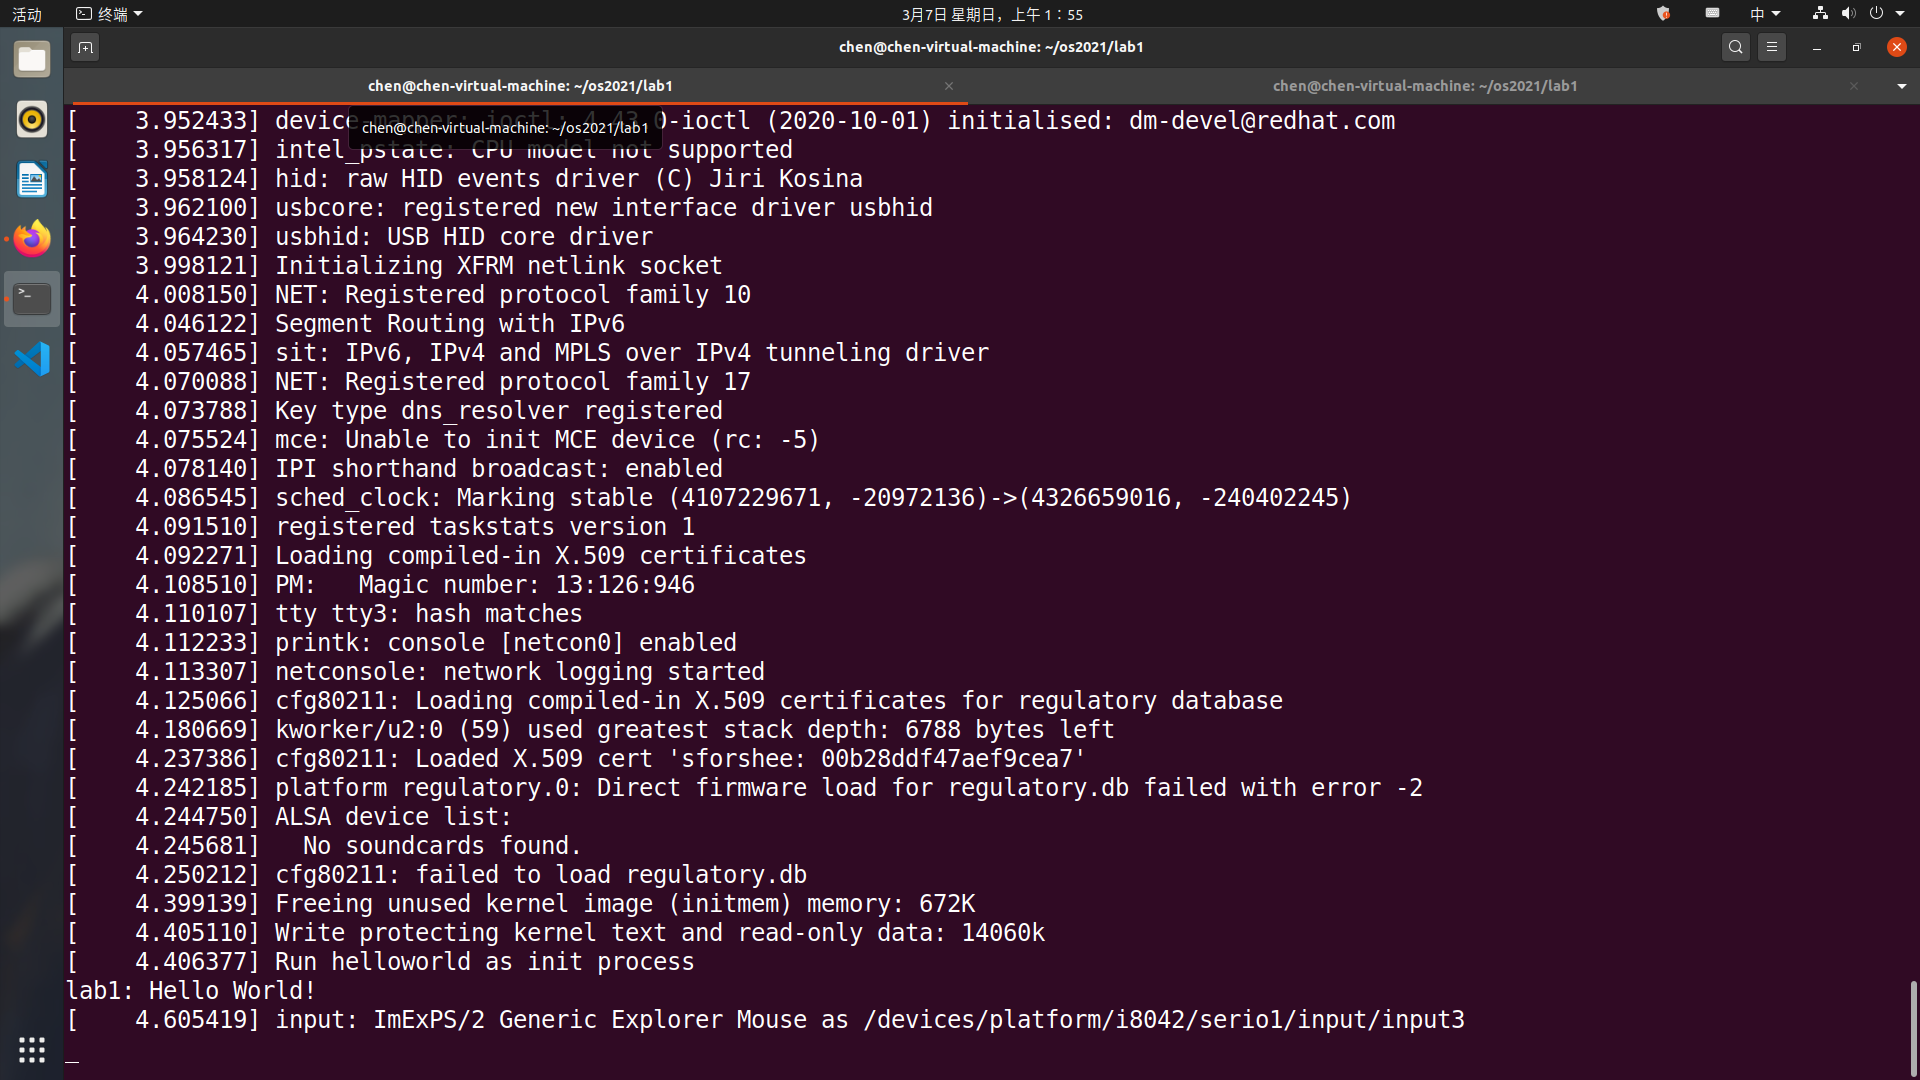 活动 终端 3月7日 星期日，上午 1：55 中
chen@chen-virtual-machine: ~/os2021/lab1
chen@chen-virtual-machine: ~/os2021/lab1 chen@chen-virtual-machine: ~/os2021/lab1
[    3.952433] device-mapper: ioctl: 4.43.0-ioctl (2020-10-01) initialised: dm-devel@redhat.com
chen@chen-virtual-machine: ~/os2021/lab1
[    3.956317] intel_pstate: CPU model not supported
[    3.958124] hid: raw HID events driver (C) Jiri Kosina
[    3.962100] usbcore: registered new interface driver usbhid
[    3.964230] usbhid: USB HID core driver
[    3.998121] Initializing XFRM netlink socket
[    4.008150] NET: Registered protocol family 10
[    4.046122] Segment Routing with IPv6
[    4.057465] sit: IPv6, IPv4 and MPLS over IPv4 tunneling driver
[    4.070088] NET: Registered protocol family 17
[    4.073788] Key type dns_resolver registered
[    4.075524] mce: Unable to init MCE device (rc: -5)
[    4.078140] IPI shorthand broadcast: enabled
[    4.086545] sched_clock: Marking stable (4107229671, -20972136)->(4326659016, -240402245)
[    4.091510] registered taskstats version 1
[    4.092271] Loading compiled-in X.509 certificates
[    4.108510] PM:   Magic number: 13:126:946
[    4.110107] tty tty3: hash matches
[    4.112233] printk: console [netcon0] enabled
[    4.113307] netconsole: network logging started
[    4.125066] cfg80211: Loading compiled-in X.509 certificates for regulatory database
[    4.180669] kworker/u2:0 (59) used greatest stack depth: 6788 bytes left
[    4.237386] cfg80211: Loaded X.509 cert 'sforshee: 00b28ddf47aef9cea7'
[    4.242185] platform regulatory.0: Direct firmware load for regulatory.db failed with error -2
[    4.244750] ALSA device list:
[    4.245681]   No soundcards found.
[    4.250212] cfg80211: failed to load regulatory.db
[    4.399139] Freeing unused kernel image (initmem) memory: 672K
[    4.405110] Write protecting kernel text and read-only data: 14060k
[    4.406377] Run helloworld as init process
lab1: Hello World!
[    4.605419] input: ImExPS/2 Generic Explorer Mouse as /devices/platform/i8042/serio1/input/input3